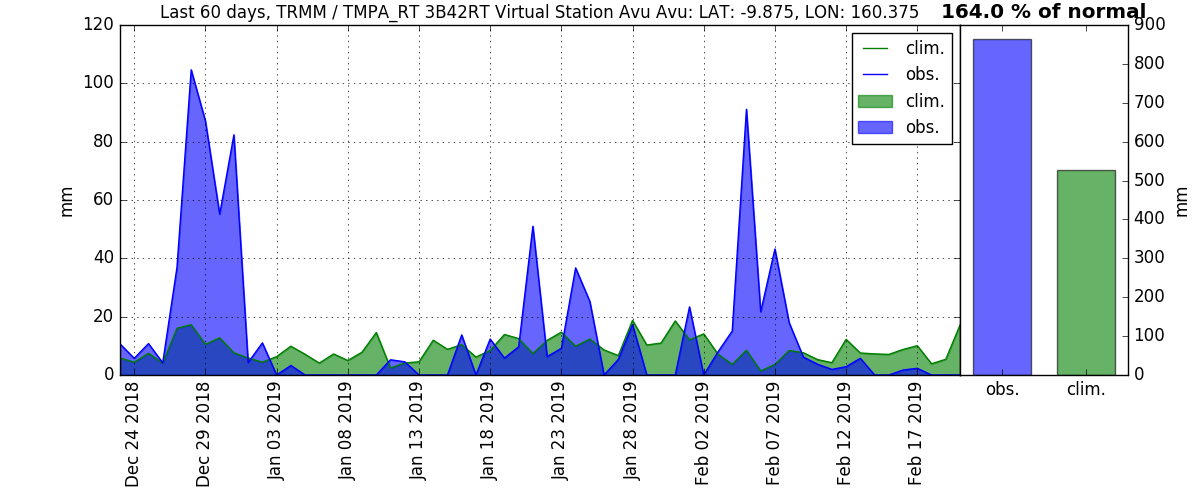 Last 60 days, TRMM / TMPA_RT 3B42RT Virtual Station Avu Avu: LAT: -9.875, LON: 160.375
164.0 % of normal
120
100
80
60
40
20
0
mm
clim.
obs.
clim.
obs.
900
800
700
600
500
400
300
200
100
0
mm
Dec 24 2018
Dec 29 2018
Jan 03 2019
Jan 08 2019
Jan 13 2019
Jan 18 2019
Jan 23 2019
Jan 28 2019
Feb 02 2019
Feb 07 2019
Feb 12 2019
Feb 17 2019
obs.
clim.